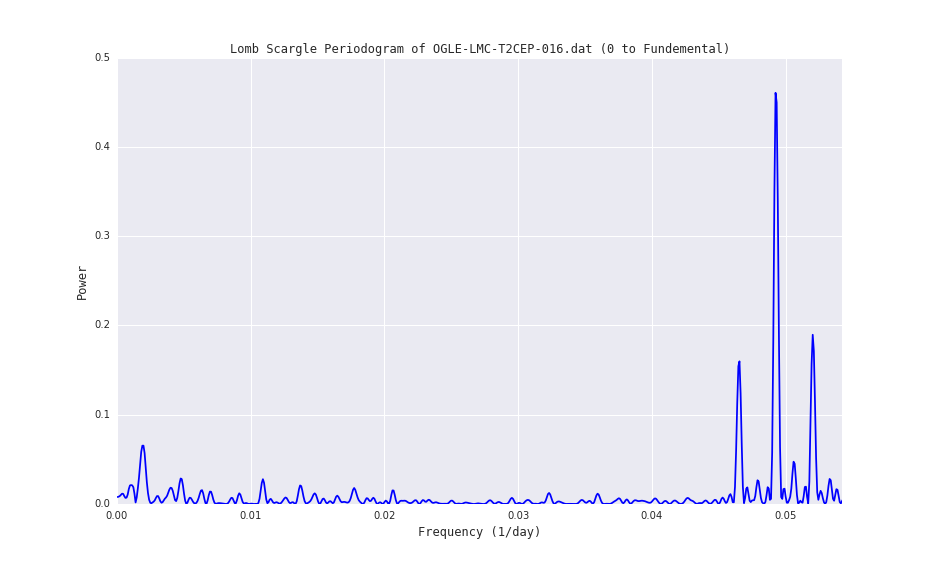 Lomb Scargle Periodogram of OGLE-LMC-T2CEP-016.dat (0 to Fundemental)
0.5
0.4
0.3
0.2
0.1
0.0
Power
0.00 0.01 0.02 0.03 0.04 0.05
Frequency (1/day)